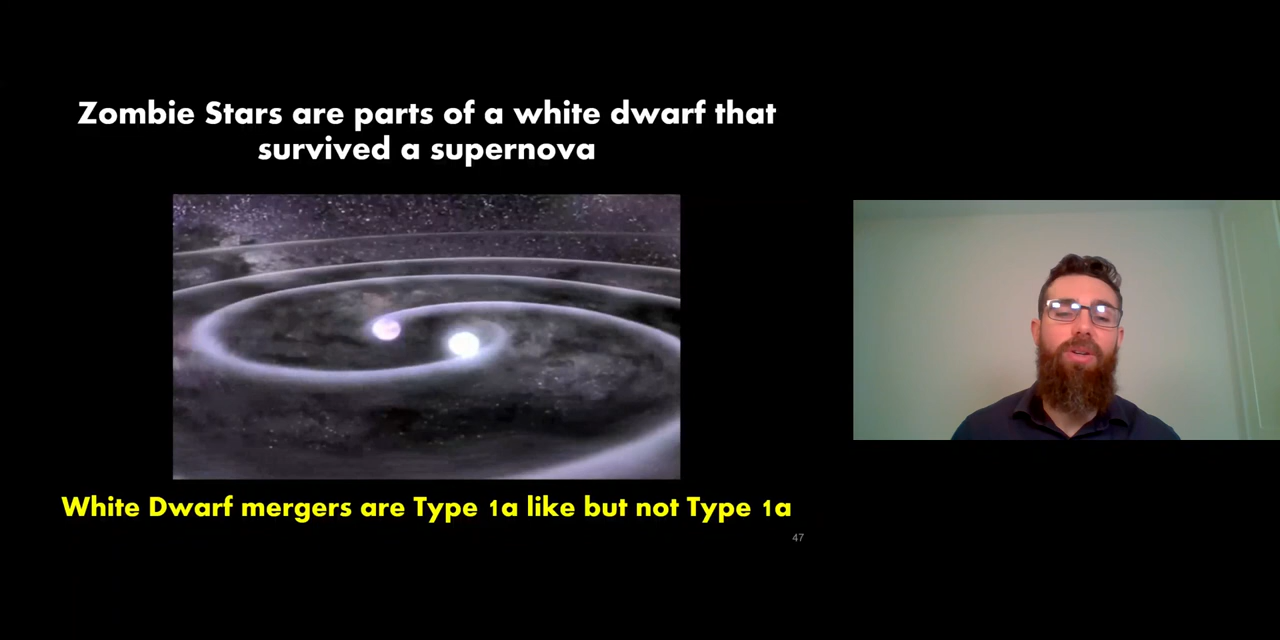 Zombie Stars are parts of a white dwarf that
survived a supernova
White Dwarf mergers are Type 1a like but not Type 1a
47